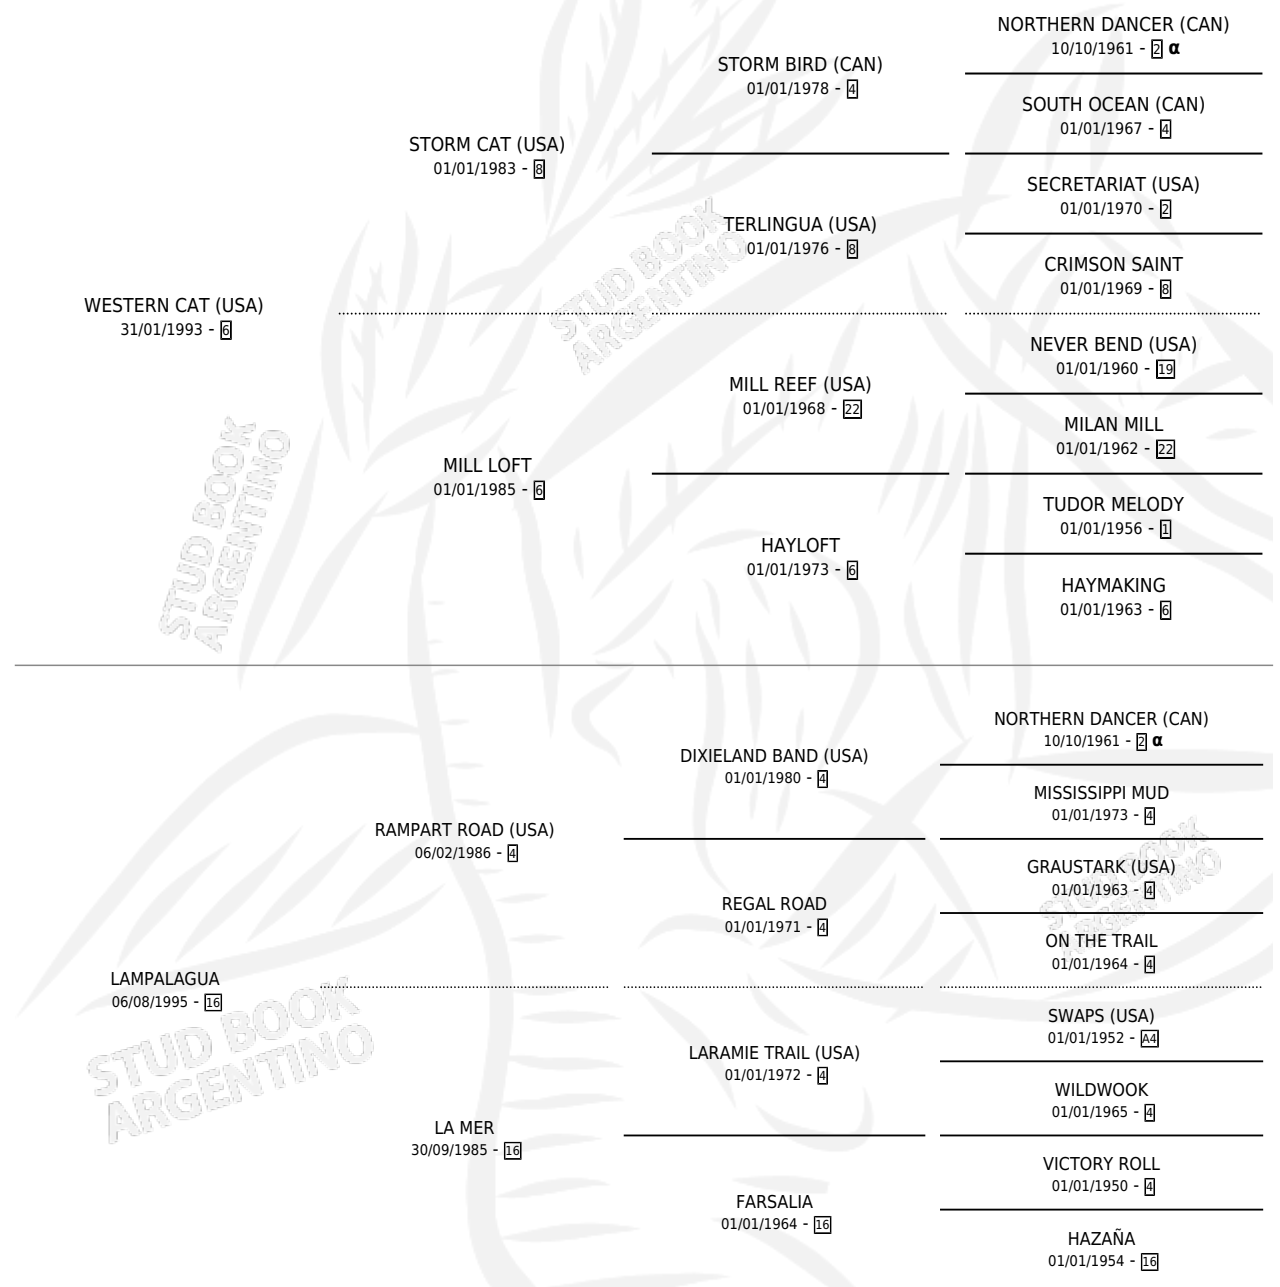 NORTHERN DANCER (CAN)
10/10/1961 - 2 α
STORM BIRD (CAN)
01/01/1978 - 4
SOUTH OCEAN (CAN)
01/01/1967 - 4
STORM CAT (USA)
01/01/1983 - 8
SECRETARIAT (USA)
01/01/1970 - 2
TERLINGUA (USA)
01/01/1976 - 8
CRIMSON SAINT
01/01/1969 - 8
STUD BOOK
ARGENTINO
WESTERN CAT (USA)
31/01/1993 - 6
NEVER BEND (USA)
01/01/1960 - 19
MILL REEF (USA)
01/01/1968 - 22
MILAN MILL
01/01/1962 - 22
MILL LOFT
01/01/1985 - 6
TUDOR MELODY
01/01/1956 - 1
HAYLOFT
01/01/1973 - 6
HAYMAKING
01/01/1963 - 6
STUD BOOK
ARGENTINO
NORTHERN DANCER (CAN)
10/10/1961 - 2 α
DIXIELAND BAND (USA)
01/01/1980 - 4
MISSISSIPPI MUD
01/01/1973 - 4
RAMPART ROAD (USA)
06/02/1986 - 4
GRAUSTARK (USA)
01/01/1963 - 4
REGAL ROAD
01/01/1971 - 4
ON THE TRAIL
01/01/1964 - 4
STUD BOOK
ARGENTINO
LAMPALAGUA
06/08/1995 - 16
SWAPS (USA)
01/01/1952 - A4
LARAMIE TRAIL (USA)
01/01/1972 - 4
WILDWOOK
01/01/1965 - 4
LA MER
30/09/1985 - 16
VICTORY ROLL
01/01/1950 - 4
FARSALIA
01/01/1964 - 16
HAZAÑA
01/01/1954 - 16
STUD BOOK
ARGENTINO